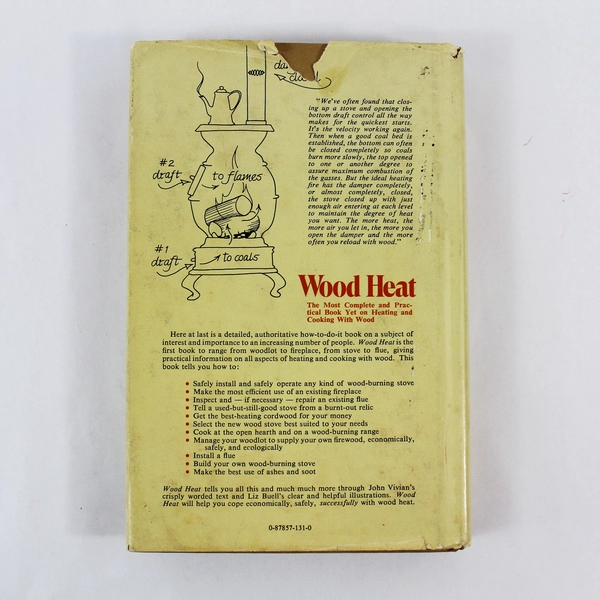 "We've often found that clos-
ing up a stove and opening the
bottom draft control all the way
makes for the quickest starts.
It's the velocity working again.
Then when a good coal bed is
established, the bottom can often
be closed completely so coals
burn more slowly, the top opened
to one or another degree to
assure maximum combustion of
the gasses. But the ideal heating
fire has the damper completely,
or almost completely, closed,
the stove closed up with just
enough air entering at each level
to maintain the degree of heat
you want. The more heat, the
more air you let in, the more you
open the damper and the more
often you reload with wood."
#2
draft
to flames
#1
draft
to coals
Wood Heat
The Most Complete and Prac-
tical Book Yet on Heating and
Cooking With Wood
Here at last is a detailed, authoritative how-to-do-it book on a subject of
interest and importance to an increasing number of people. Wood Heat is the
first book to range from woodlot to fireplace, from stove to flue, giving
practical information on all aspects of heating and cooking with wood. This
book tells you how to:
• Safely install and safely operate any kind of wood-burning stove
• Make the most efficient use of an existing fireplace
• Inspect and — if necessary — repair an existing flue
• Tell a used-but-still-good stove from a burnt-out relic
• Get the best-heating cordwood for your money
• Select the new wood stove best suited to your needs
• Cook at the open hearth and on a wood-burning range
• Manage your woodlot to supply your own firewood, economically,
safely, and ecologically
• Install a flue
• Build your own wood-burning stove
• Make the best use of ashes and soot
Wood Heat tells you all this and much much more through John Vivian's
crisply worded text and Liz Buell's clear and helpful illustrations. Wood
Heat will help you cope economically, safely, successfully with wood heat.
0-87857-131-0